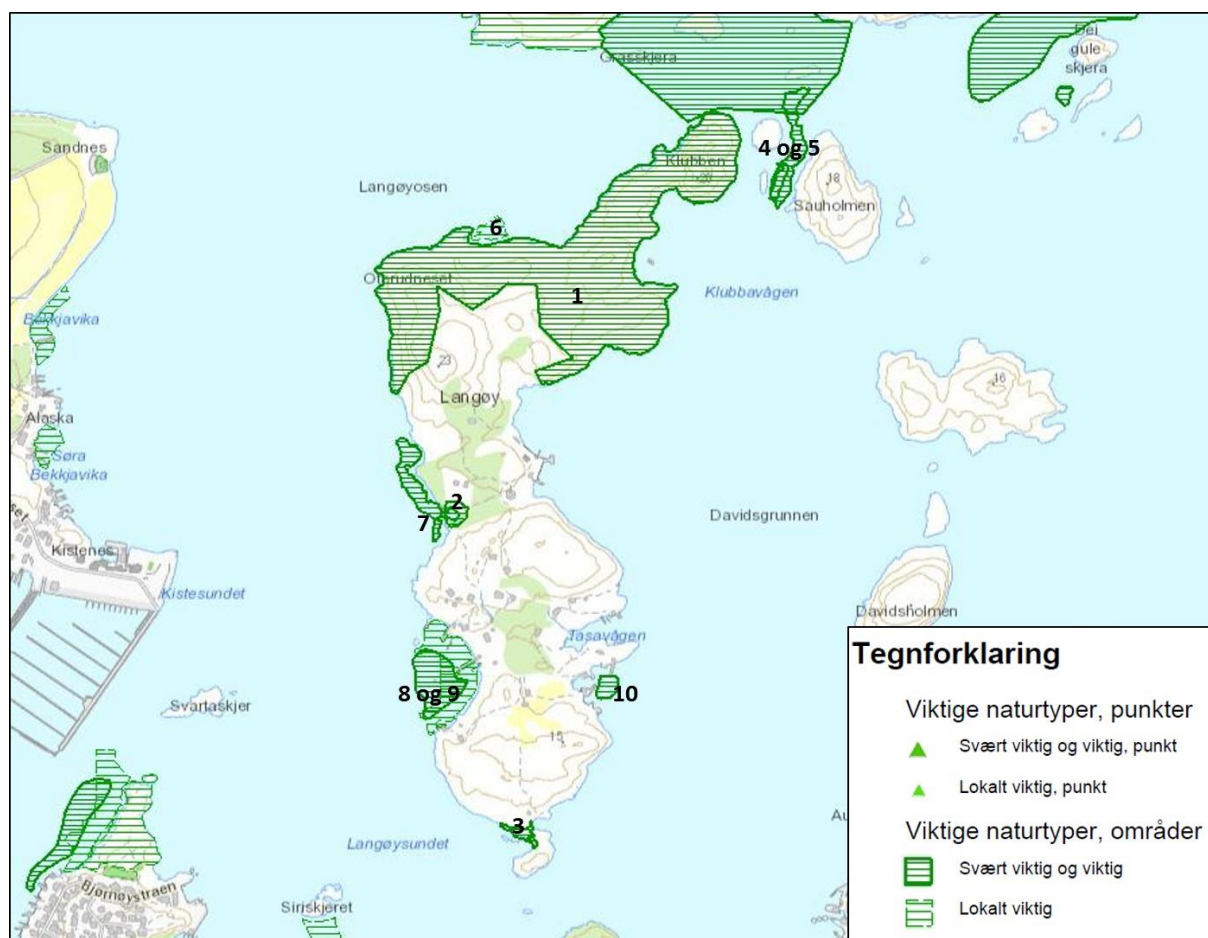 Dei
gule
skjera
Grasskjera
Sandnes
4 og 5
Klubben
Langøyosen
18
Sauholmen
6
Oterudneset
1
Klubbavågen
Bekkjavika
23
16
Langøy
Alaska
Søra
Bekkjavika
2
7
Davidsgrunnen
Kistenes
Kistesundet
Davidsholmen
Tasavågen
8 og 9
10
Svartaskjer
15
3
Langøysundet
Bjørnøystraen
Siriskjeret
Tegnforklaring
Viktige naturtyper, punkter
Svært viktig og viktig, punkt
Lokalt viktig, punkt
Viktige naturtyper, områder
Svært viktig og viktig
Lokalt viktig